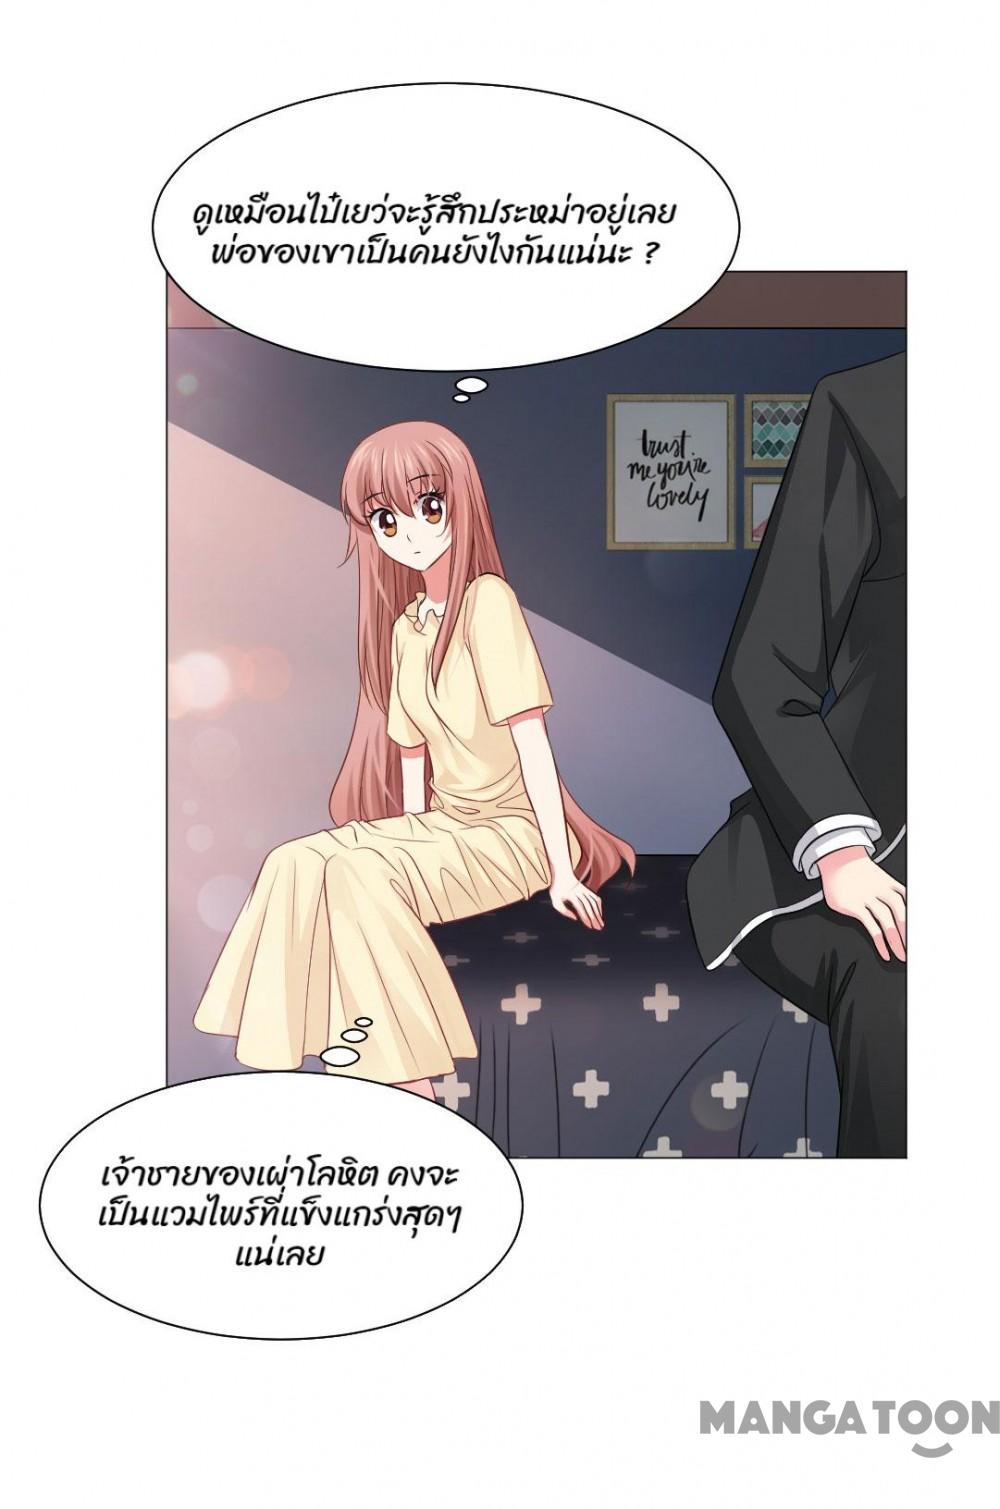 ดูเหมือนไป๋เยว่จะรู้สึกประหม่าอยู่เลย
พ่อของเขาเป็นคนยังไงกันแน่นะ ?
trust
me you're
lovely
เจ้าชายของเผ่าโลหิต คงจะ
เป็นแวมไพร์ที่แข็งแกร่งสุดๆ
แน่เลย
MANGATOON